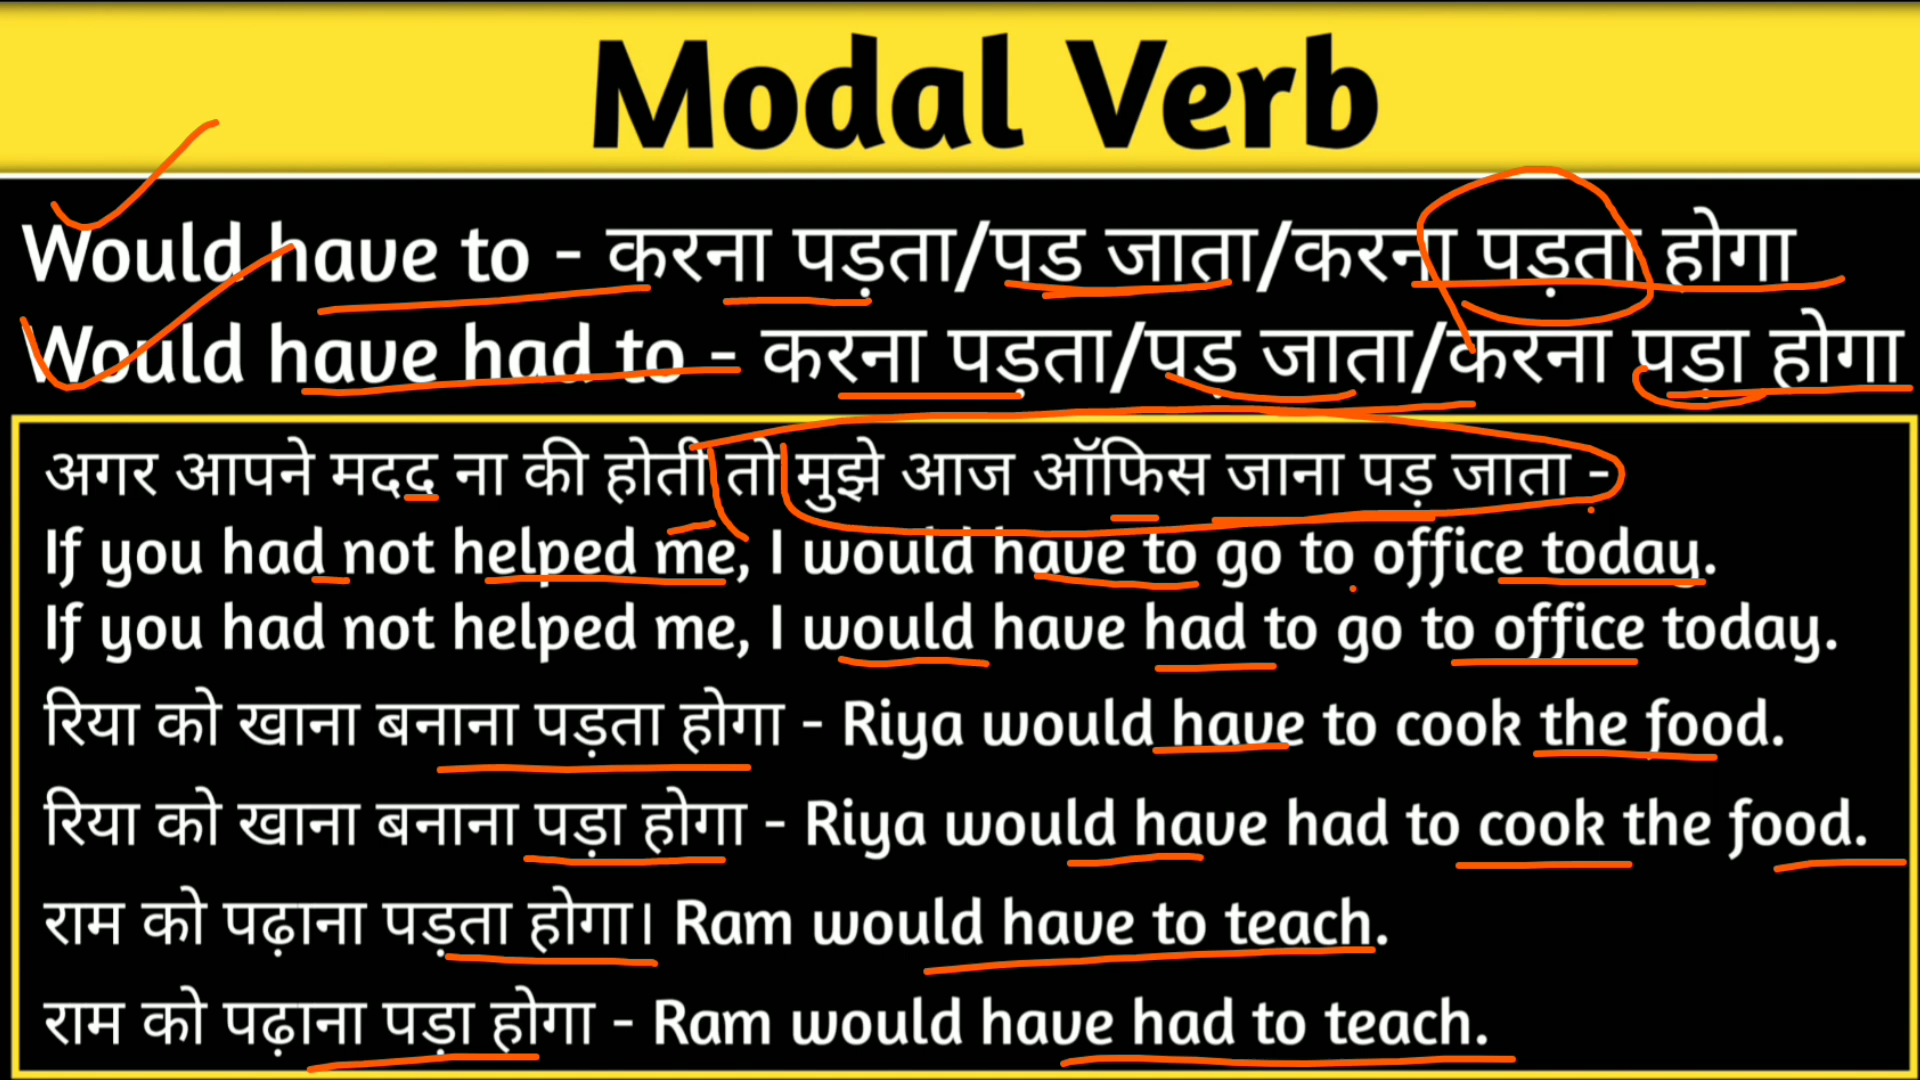 Modal Verb
Would have to - करना पड़ता/पड जाता/करना पड़ता होगा
Would have had to - करना पड़ता/पड़ जाता/करना पड़ा होगा
अगर आपने मदद ना की होती तो मुझे आज ऑफिस जाना पड़ जाता -
If you had not helped me, I would have to go to office today.
If you had not helped me, I would have had to go to office today.
रिया को खाना बनाना पड़ता होगा - Riya would have to cook the food.
रिया को खाना बनाना पड़ा होगा - Riya would have had to cook the food.
राम को पढ़ाना पड़ता होगा। Ram would have to teach.
राम को पढ़ाना पड़ा होगा - Ram would have had to teach.